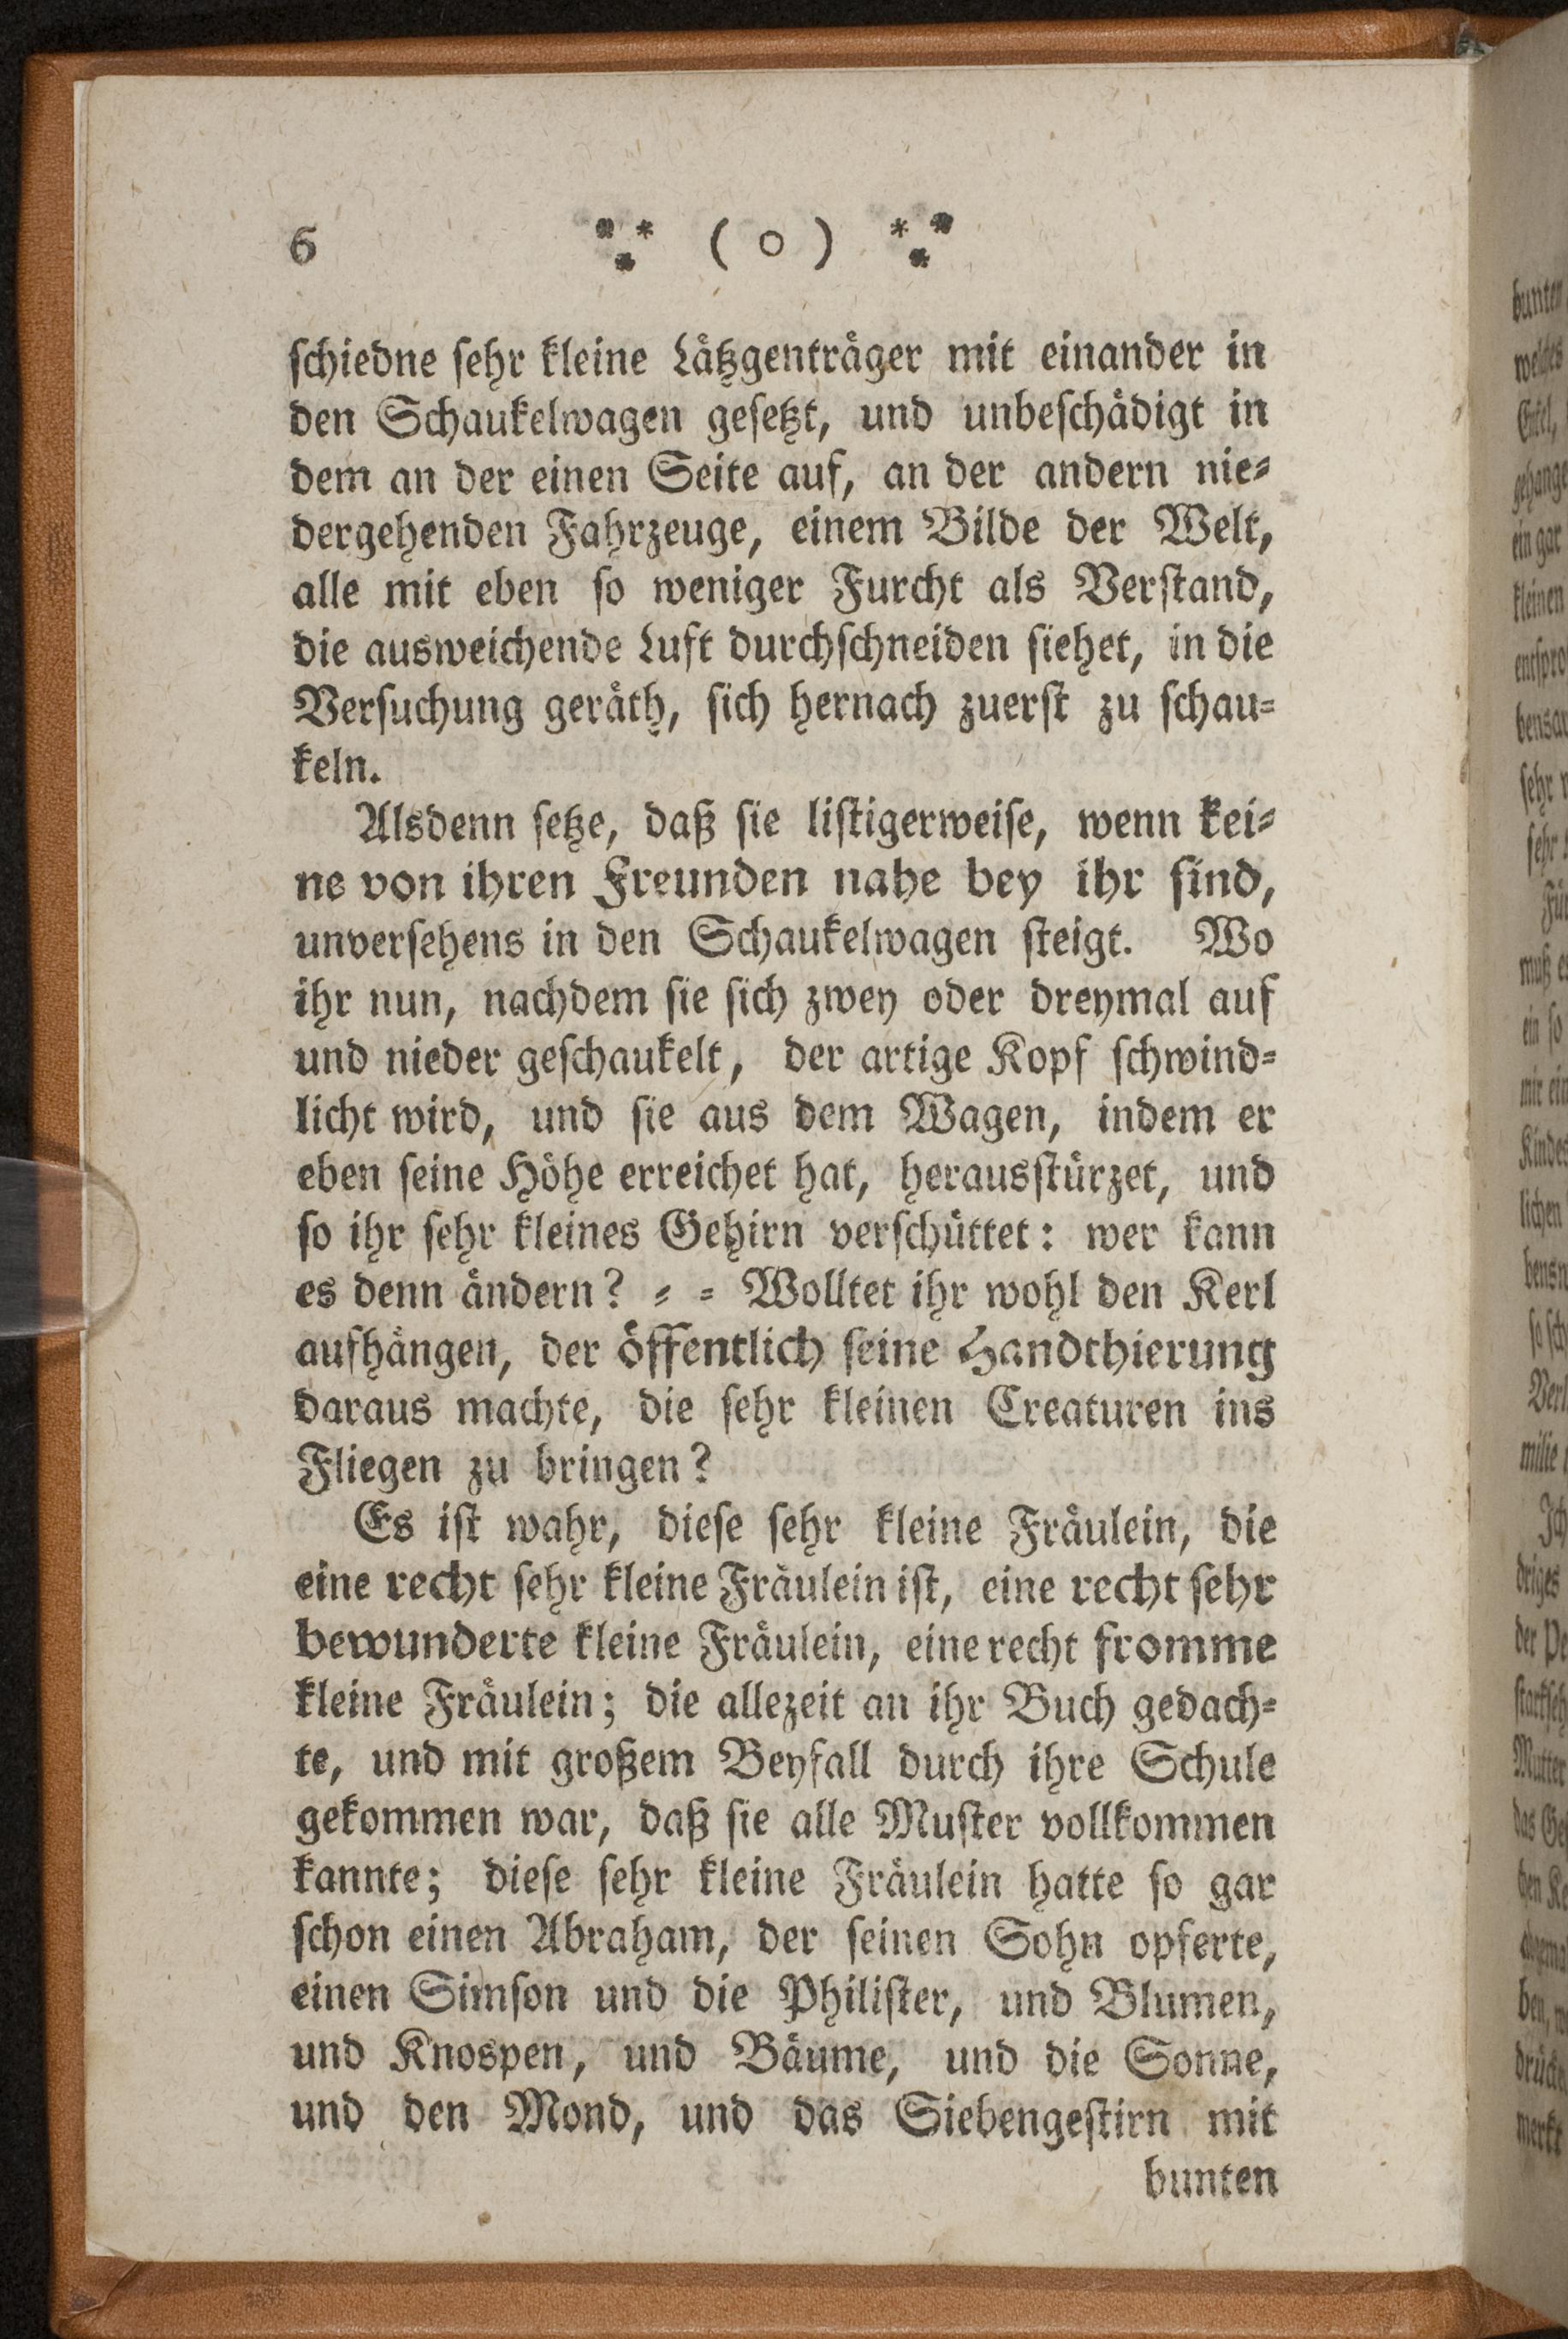 6 ** * ( o ) ** *
ſchiedne ſehr kleine Lätzgenträger mit einander in
den Schaukelwagen geſetzt, und unbeſchädigt in
dem an der einen Seite auf, an der andern nie⸗
dergehenden Fahrzeuge, einem Bilde der Welt,
alle mit eben ſo weniger Furcht als Verſtand,
die ausweichende Luft durchſchneiden ſiehet, in die
Verſuchung geräth, ſich hernach zuerſt zu ſchau⸗
keln.
Alsdenn ſetze, daß ſie liſtigerweiſe, wenn kei⸗
ne von ihren Freunden nahe bey ihr ſind,
unverſehens in den Schaukelwagen ſteigt. Wo
ihr nun, nachdem ſie ſich zwey oder dreymal auf
und nieder geſchaukelt, der artige Kopf ſchwind⸗
licht wird, und ſie aus dem Wagen, indem er
eben ſeine Höhe erreichet hat, herausſtürzet, und
ſo ihr ſehr kleines Gehirn verſchüttet: wer kann
es denn ändern? ⸗ ⸗ Wolltet ihr wohl den Kerl
aufhängen, der öffentlich ſeine Handthierung
daraus machte, die ſehr kleinen Creaturen ins
Fliegen zu bringen?
Es iſt wahr, dieſe ſehr kleine Fräulein, die
eine recht ſehr kleine Fräulein iſt, eine recht ſehr
bewunderte kleine Fräulein, eine recht fromme
kleine Fräulein; die allezeit an ihr Buch gedach⸗
te, und mit großem Beyfall durch ihre Schule
gekommen war, daß ſie alle Muſter vollkommen
kannte; dieſe ſehr kleine Fräulein hatte ſo gar
ſchon einen Abraham, der ſeinen Sohn opferte,
einen Simſon und die Philiſter, und Blumen,
und Knospen, und Bäume, und die Sonne,
und den Mond, und das Siebengeſtirn mit
bunten